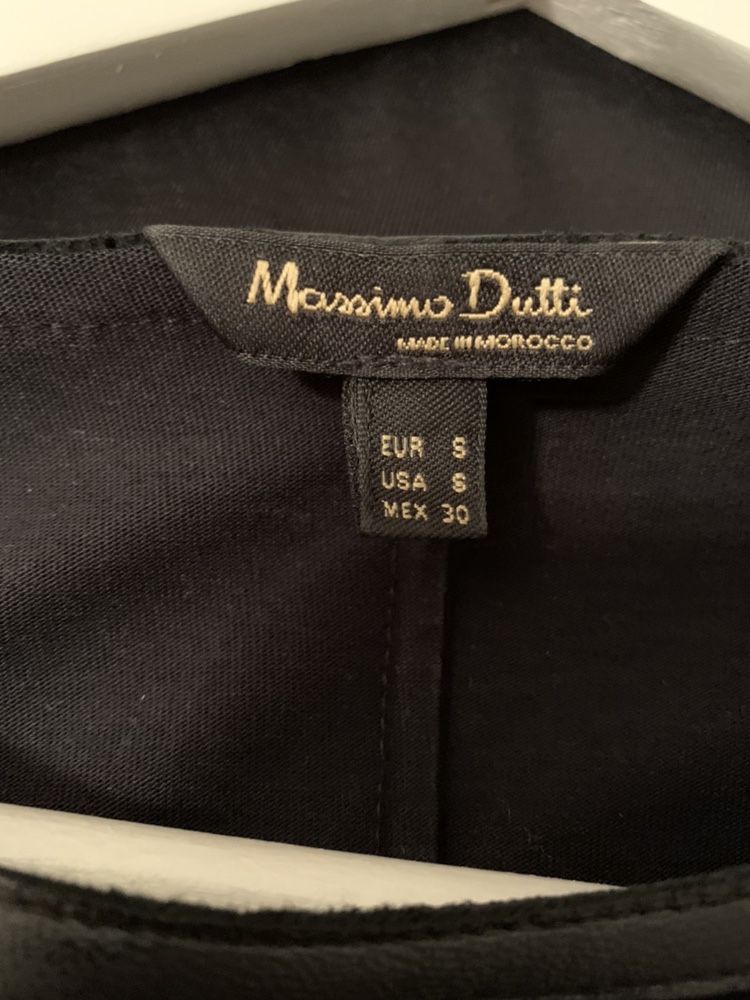 Massimo Dutti
MADE IN MOROCCO
EUR S
USA S
MEX 30